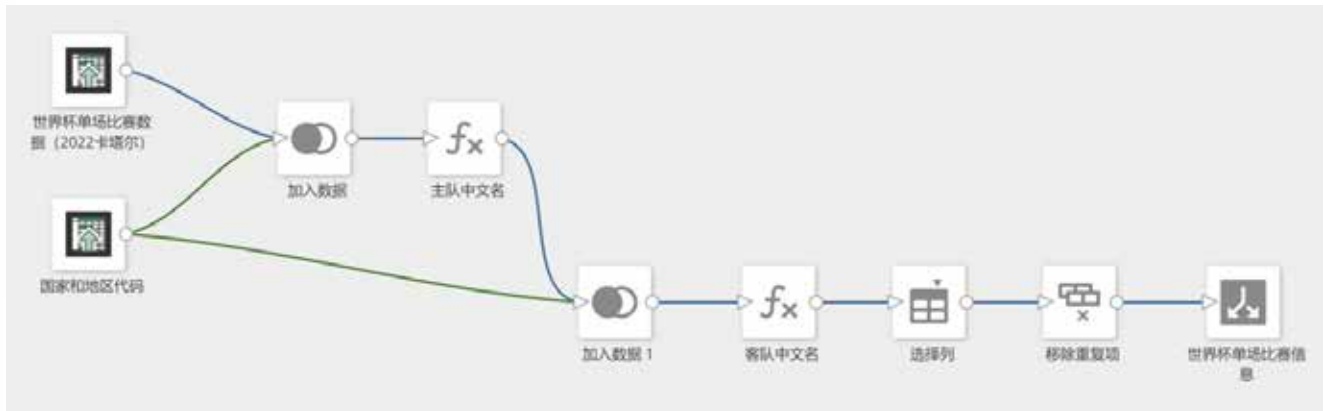 世界杯单场比赛数
据（2022卡塔尔）
加入数据
主队中文名
国家和地区代码
加入数据 1
客队中文名
选择列
移除重复项
世界杯单场比赛信
息